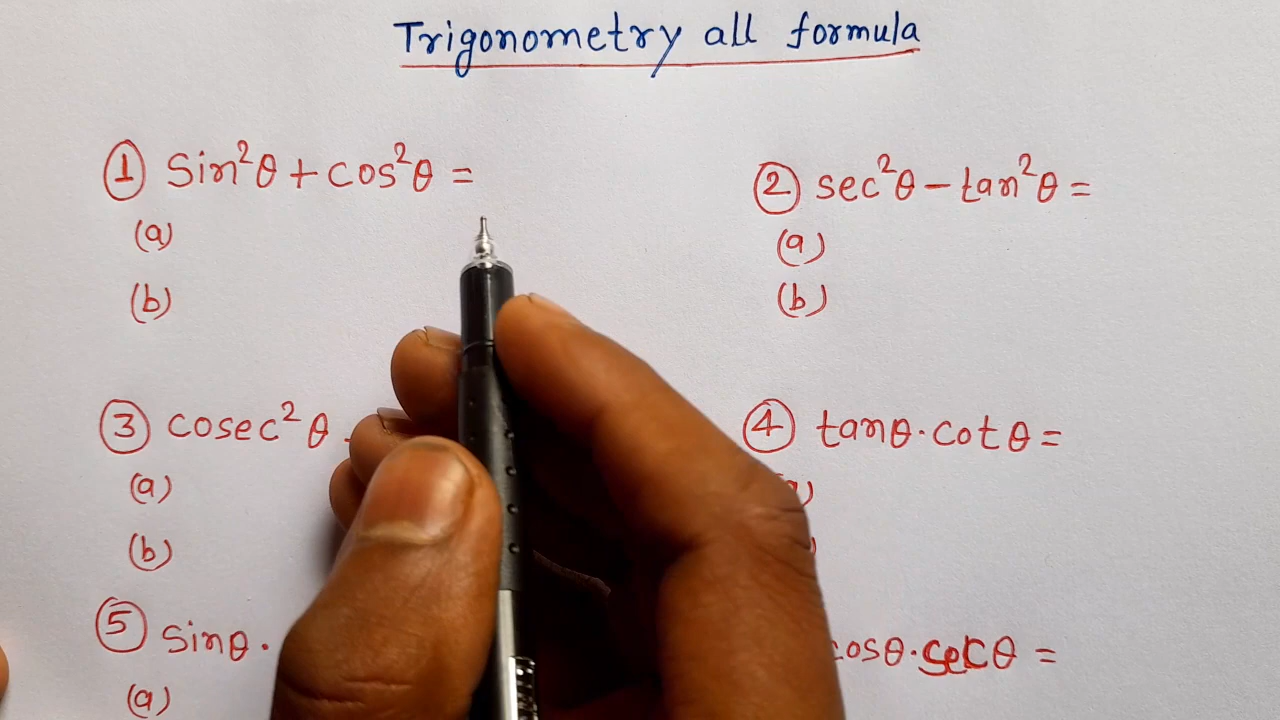 Trigonometry all formula
① Sin²θ + cos²θ =
(a)
(b)
② sec²θ - tan²θ =
(a)
(b)
③ cosec²θ
(a)
(b)
④ tanθ·cotθ =
⑤ Sinθ·
(a)
cosθ·secθ =